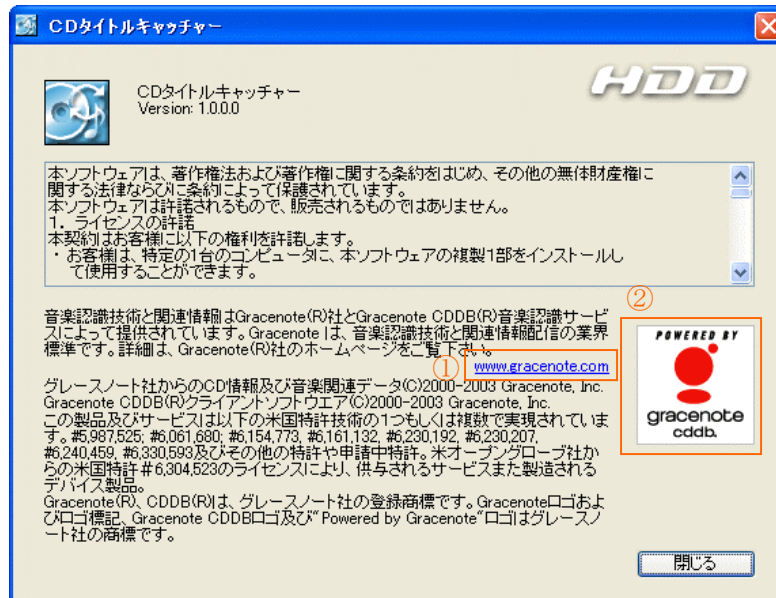 CDタイトルキャッチャー
HDD
CDタイトルキャッチャー
Version: 1.0.0.0
本ソフトウェアは、著作権法および著作権に関する条約をはじめ、その他の無体財産権に
関する法律ならびに条約によって保護されています。
本ソフトウェアは許諾されるもので、販売されるものではありません。
1. ライセンスの許諾
本契約はお客様に以下の権利を許諾します。
・お客様は、特定の1台のコンピュータに、本ソフトウェアの複製1部をインストールし
て使用することができます。
音楽認識技術と関連情報はGracenote(R)社とGracenote CDDB(R)音楽認識サービ
スによって提供されています。Gracenote は、音楽認識技術と関連情報配信の業界
標準です。詳細は、Gracenote(R)社のホームページをご覧下さい。
① www.gracenote.com
②
POWERED BY
gracenote
cddb.
グレースノート社からのCD情報及び音楽関連データ(C)2000-2003 Gracenote, Inc.
Gracenote CDDB(R)クライアントソフトウエア(C)2000-2003 Gracenote, Inc.
この製品及びサービスは以下の米国特許技術の1つもしくは複数で実現されていま
す。#5,987,525; #6,061,680; #6,154,773, #6,161,132, #6,230,192, #6,230,207,
#6,240,459, #6,330,593及びその他の特許や申請中特許。米オープングローブ社か
らの米国特許#6,304,523のライセンスにより、供与されるサービスまた製造される
デバイス製品。
Gracenote(R)、CDDB(R)は、グレースノート社の登録商標です。Gracenoteロゴおよ
びロゴ標記、Gracenote CDDBロゴ及び"Powered by Gracenote"ロゴはグレースノ
ート社の商標です。
閉じる